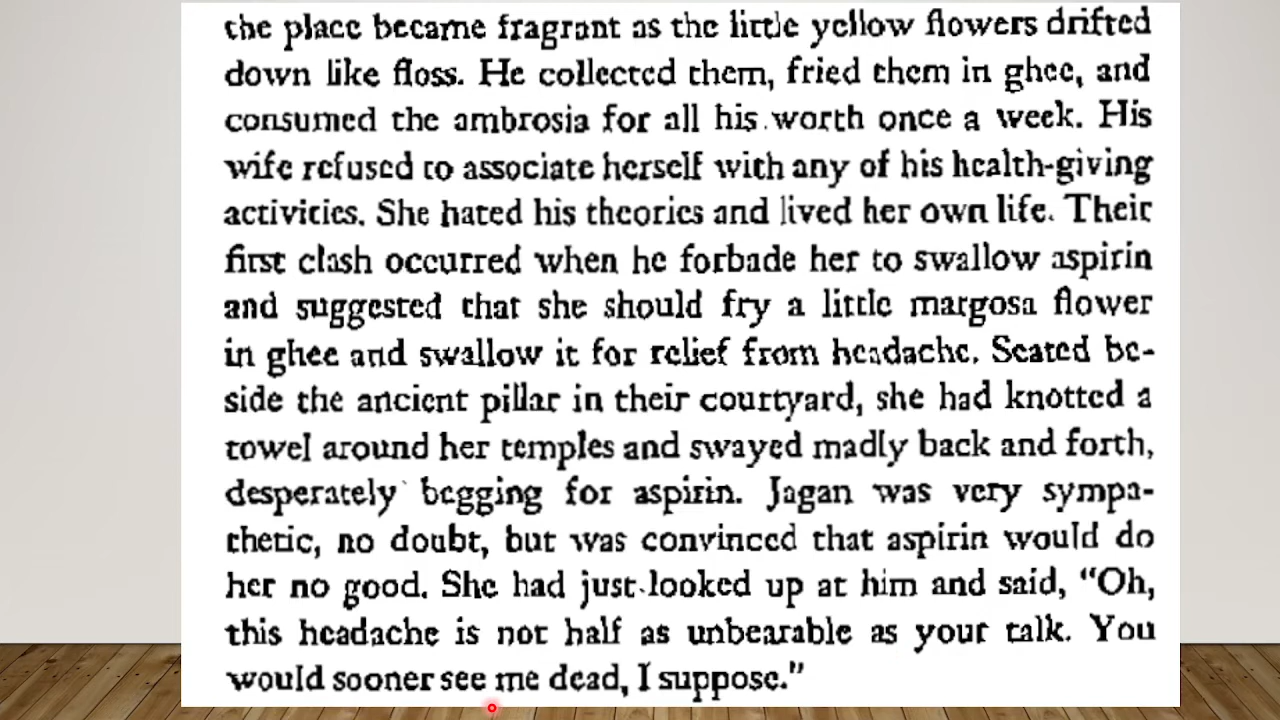 the place became fragrant as the little yellow flowers drifted
down like floss. He collected them, fried them in ghee, and
consumed the ambrosia for all his worth once a week. His
wife refused to associate herself with any of his health-giving
activities. She hated his theories and lived her own life. Their
first clash occurred when he forbade her to swallow aspirin
and suggested that she should fry a little margosa flower
in ghee and swallow it for relief from headache. Seated be-
side the ancient pillar in their courtyard, she had knotted a
towel around her temples and swayed madly back and forth,
desperately begging for aspirin. Jagan was very sympa-
thetic, no doubt, but was convinced that aspirin would do
her no good. She had just looked up at him and said, “Oh,
this headache is not half as unbearable as your talk. You
would sooner see me dead, I suppose.”